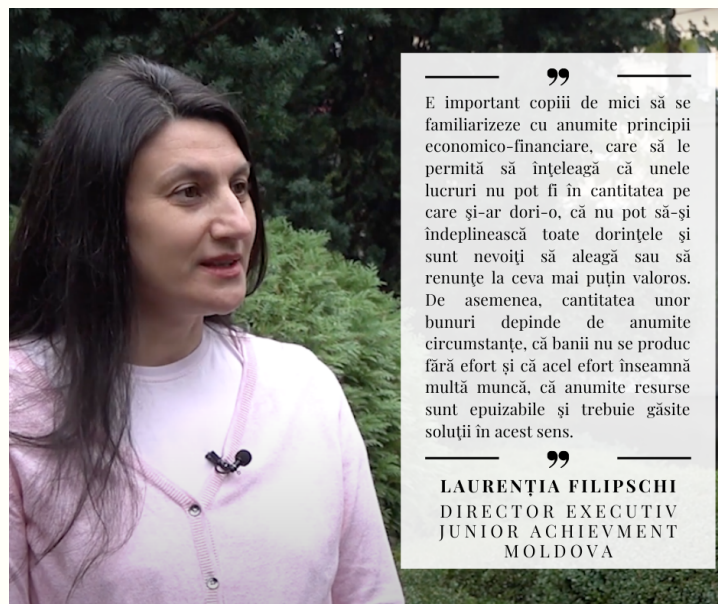 ❞
E important copiii de mici să se
familiarizeze cu anumite principii
economico-financiare, care să le
permită să înţeleagă că unele
lucruri nu pot fi în cantitatea pe
care şi-ar dori-o, că nu pot să-şi
îndeplinească toate dorinţele şi
sunt nevoiţi să aleagă sau să
renunţe la ceva mai puțin valoros.
De asemenea, cantitatea unor
bunuri depinde de anumite
circumstanțe, că banii nu se produc
fără efort și că acel efort înseamnă
multă muncă, că anumite resurse
sunt epuizabile şi trebuie găsite
soluţii în acest sens.
❞
LAURENȚIA FILIPSCHI
DIRECTOR EXECUTIV
JUNIOR ACHIEVMENT
MOLDOVA